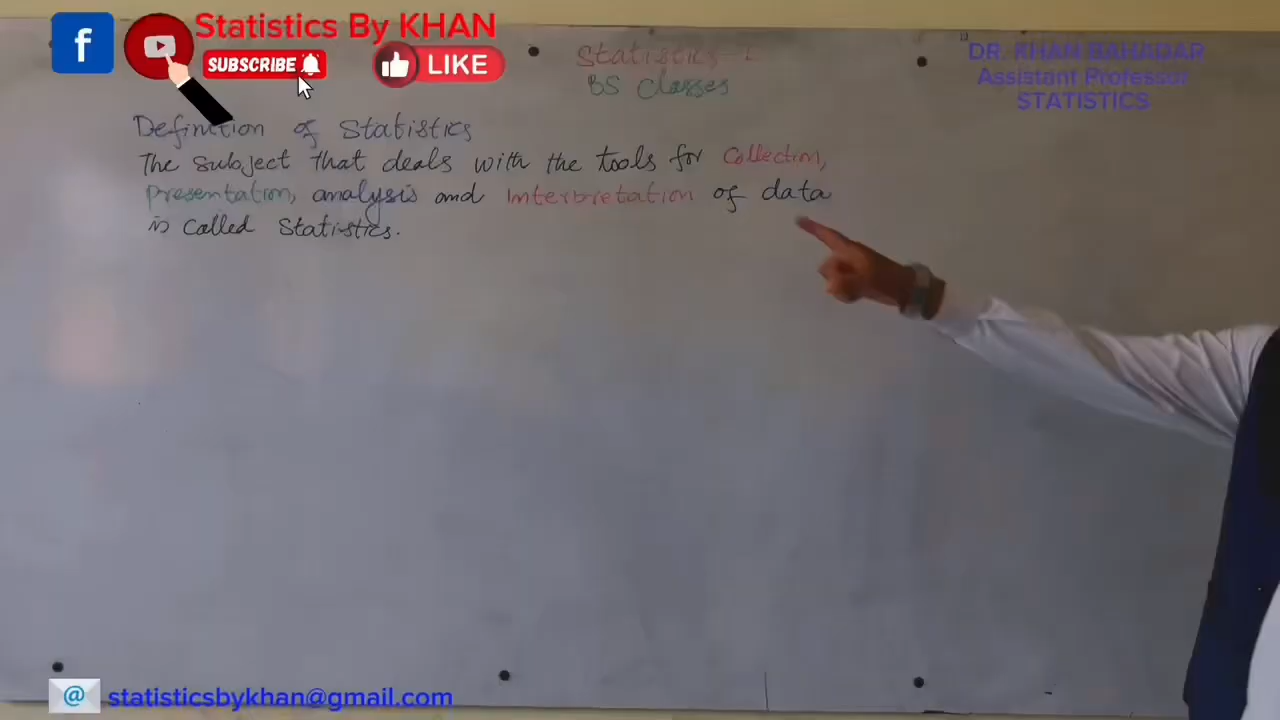 Statistics By KHAN
SUBSCRIBE
LIKE
Statistics-1
BS Classes
DR. KHAN BAHADAR
Assistant Professor
STATISTICS
Definition of Statistics
The subject that deals with the tools for Collection,
Presentation, analysis and Interpretation of data
is called Statistics.
@ statisticsbykhan@gmail.com